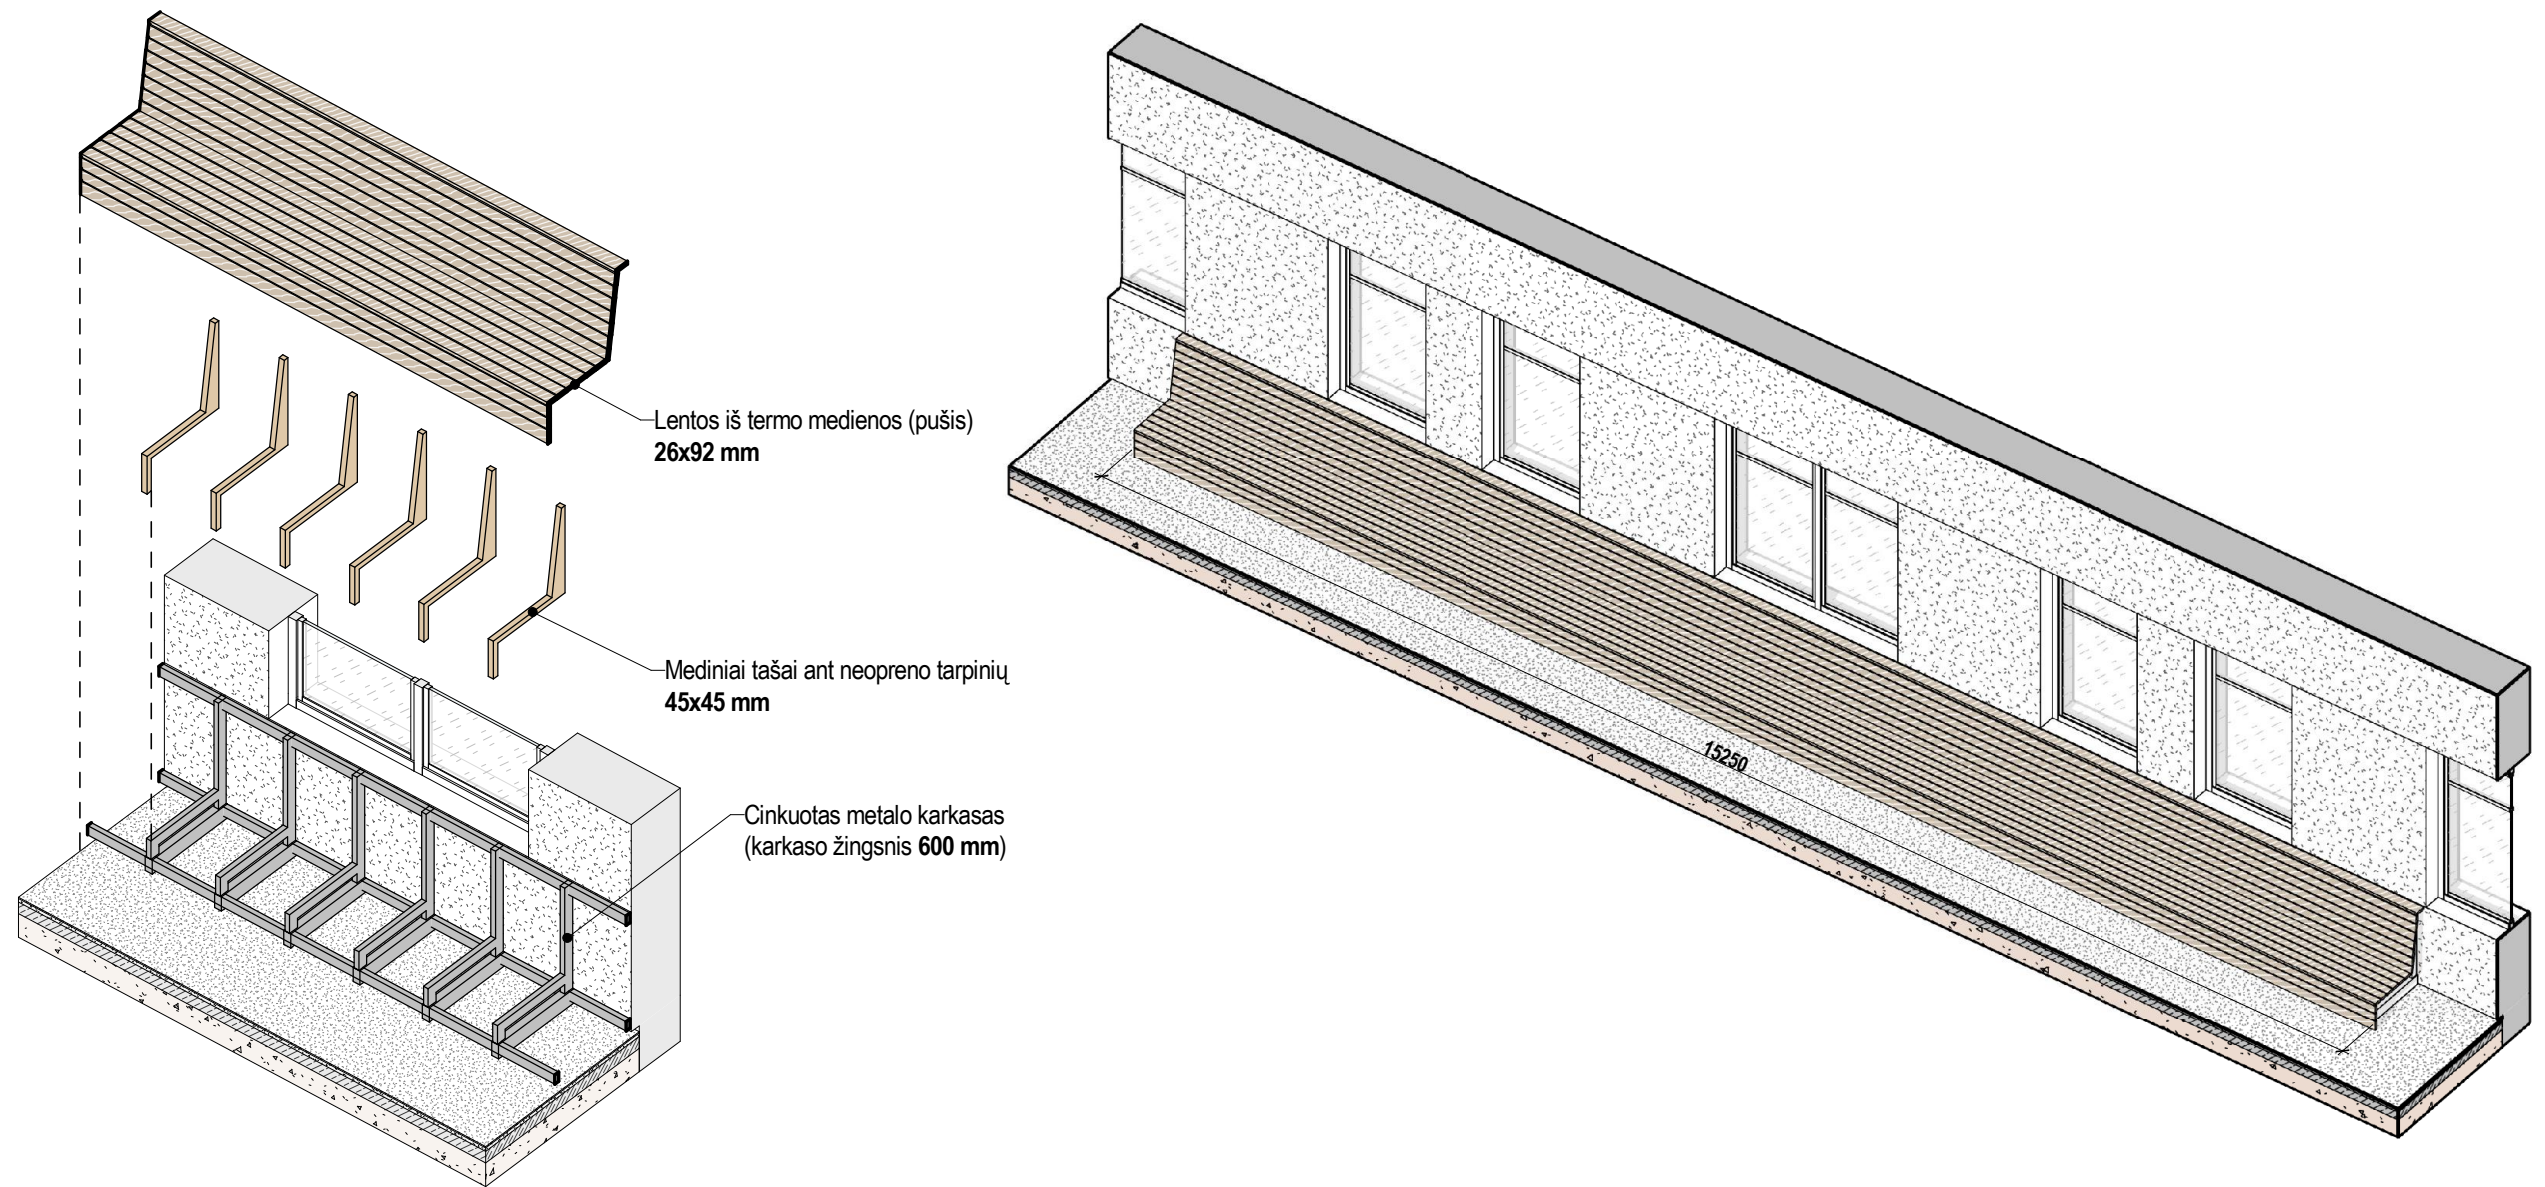 Lentos iš termo medienos (pušis)
26x92 mm
Mediniai tašai ant neopreno tarpinių
45x45 mm
Cinkuotas metalo karkasas
(karkaso žingsnis 600 mm)
15250